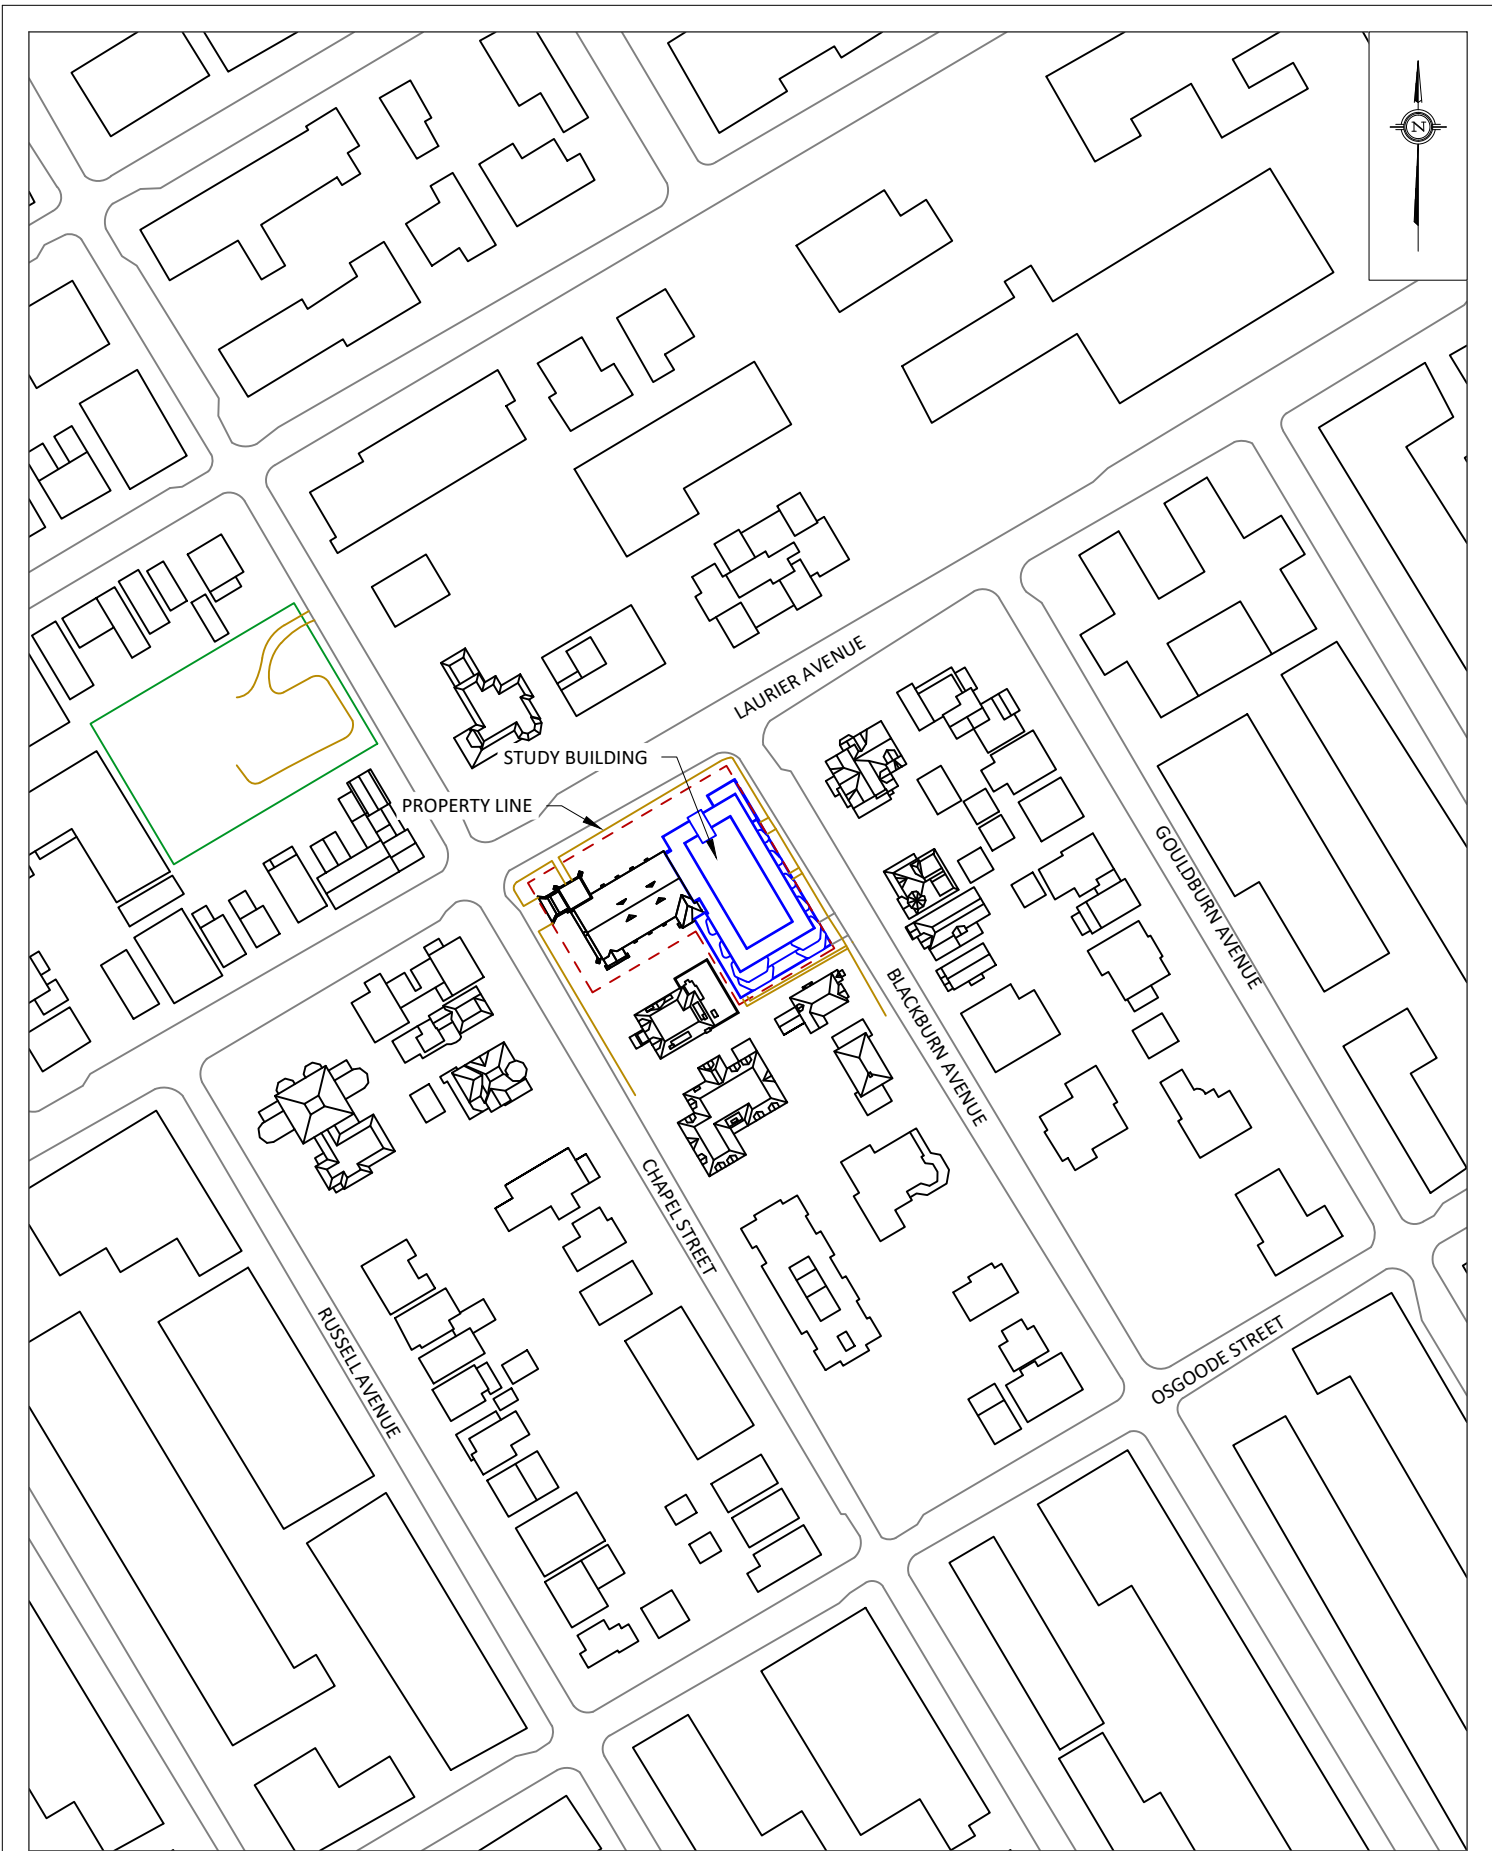 N
LAURIER AVENUE
STUDY BUILDING
PROPERTY LINE
GOULDBURN AVENUE
BLACKBURN AVENUE
CHAPEL STREET
RUSSELL AVENUE
OSGOODE STREET